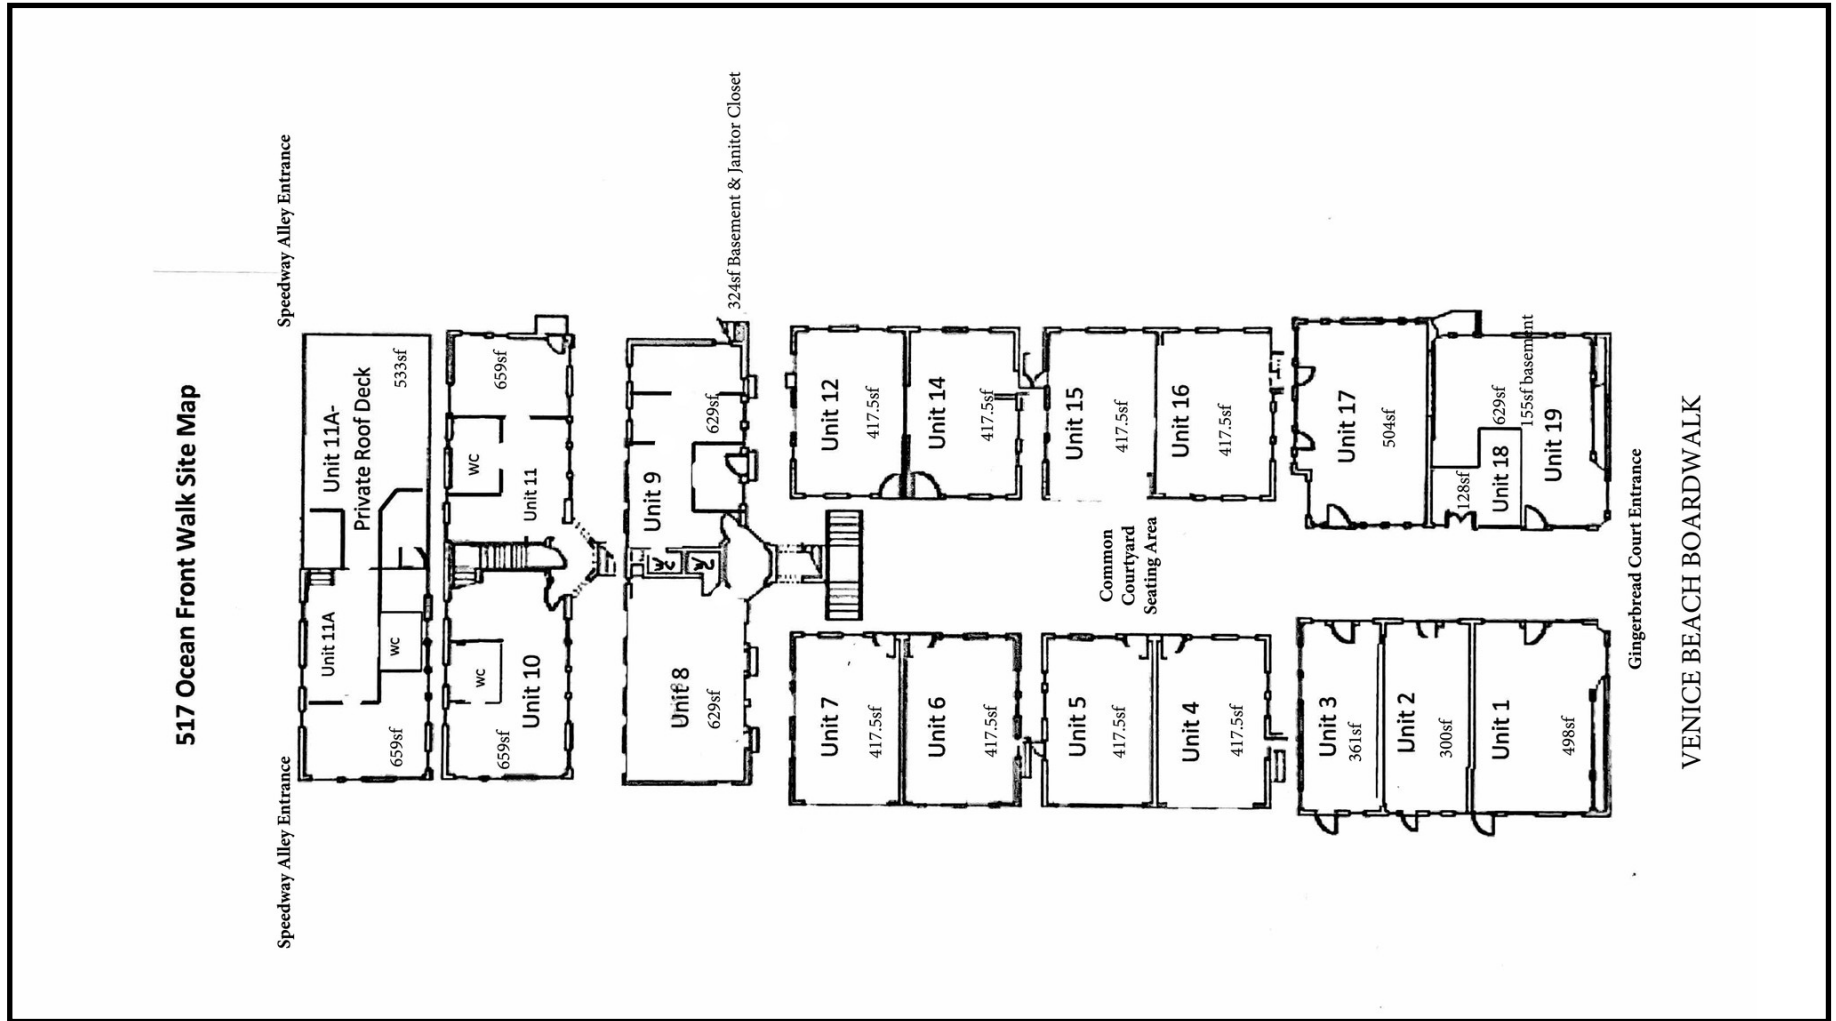 517 Ocean Front Walk Site Map
Speedway Alley Entrance
Speedway Alley Entrance
Unit 11A-
Private Roof Deck
533sf
Unit 11A
wc
659sf
659sf
wc
Unit 11
wc
Unit 10
659sf
Unit 9
629sf
wc
Unit 8
629sf
324sf Basement & Janitor Closet
Unit 12
417.5sf
Unit 14
417.5sf
Unit 7
417.5sf
Unit 6
417.5sf
Unit 15
417.5sf
Unit 16
417.5sf
Common
Courtyard
Seating Area
Unit 5
417.5sf
Unit 4
417.5sf
Unit 17
504sf
128sf
Unit 18
629sf
155sf basement
Unit 19
Unit 3
361sf
Unit 2
300sf
Unit 1
498sf
Gingerbread Court Entrance
VENICE BEACH BOARDWALK